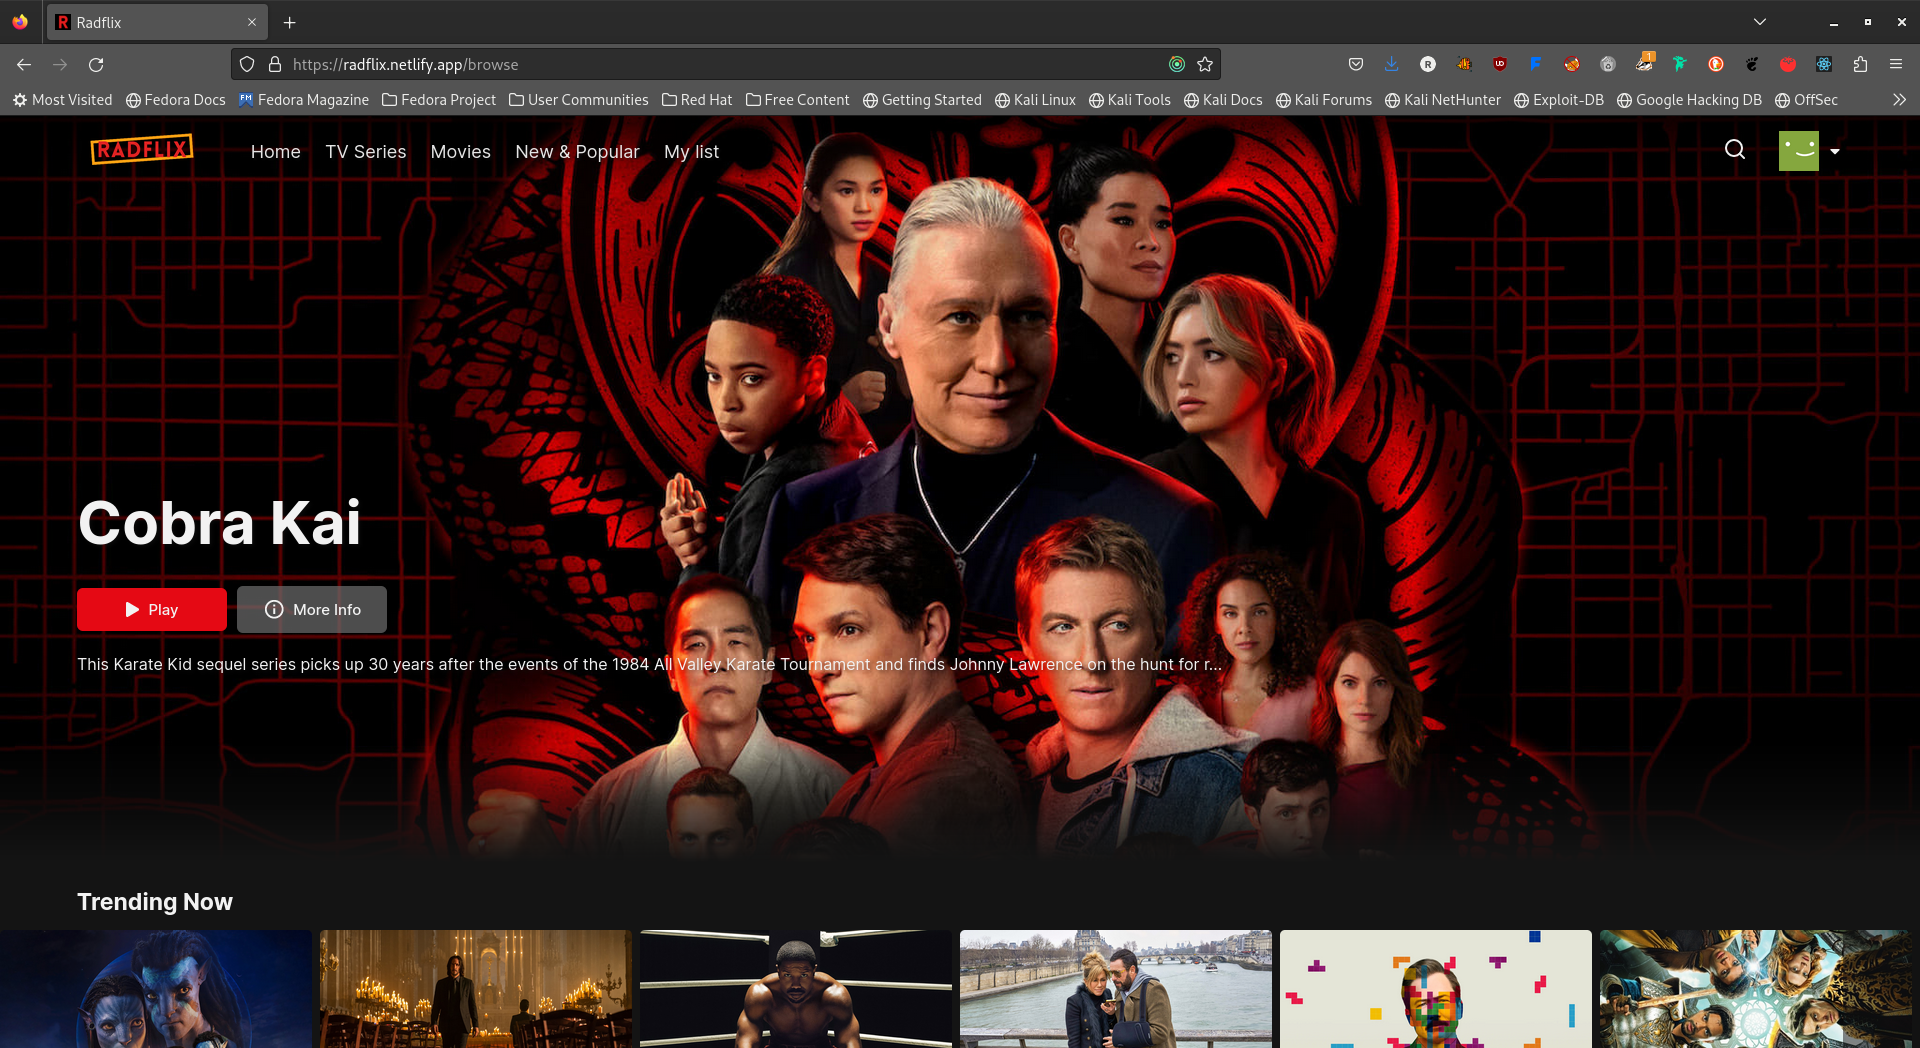 Radflix
https://radflix.netlify.app/browse
Most Visited Fedora Docs Fedora Magazine Fedora Project User Communities Red Hat Free Content Getting Started Kali Linux Kali Tools Kali Docs Kali Forums Kali NetHunter Exploit-DB Google Hacking DB OffSec
RADFLIX Home TV Series Movies New & Popular My list
Cobra Kai
Play More Info
This Karate Kid sequel series picks up 30 years after the events of the 1984 All Valley Karate Tournament and finds Johnny Lawrence on the hunt for r...
Trending Now